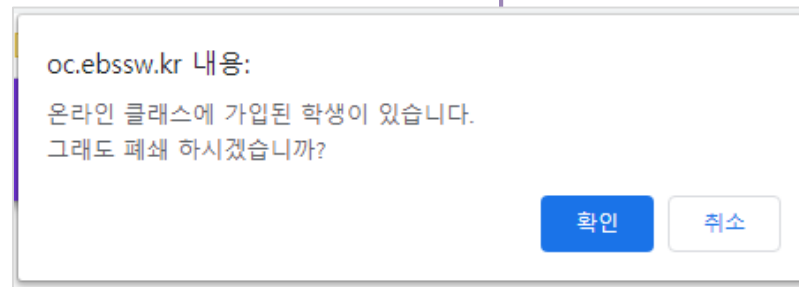 oc.ebssw.kr 내용:
온라인 클래스에 가입된 학생이 있습니다.
그래도 폐쇄 하시겠습니까?
확인
취소